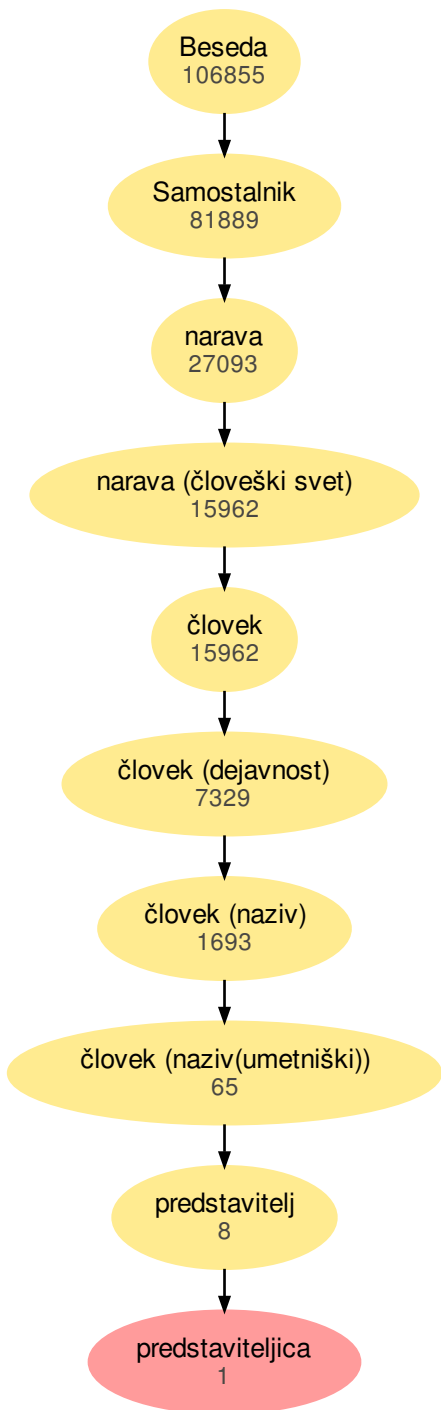 Beseda
106855
Samostalnik
81889
narava
27093
narava (človeški svet)
15962
človek
15962
človek (dejavnost)
7329
človek (naziv)
1693
človek (naziv(umetniški))
65
predstavitelj
8
predstaviteljica
1